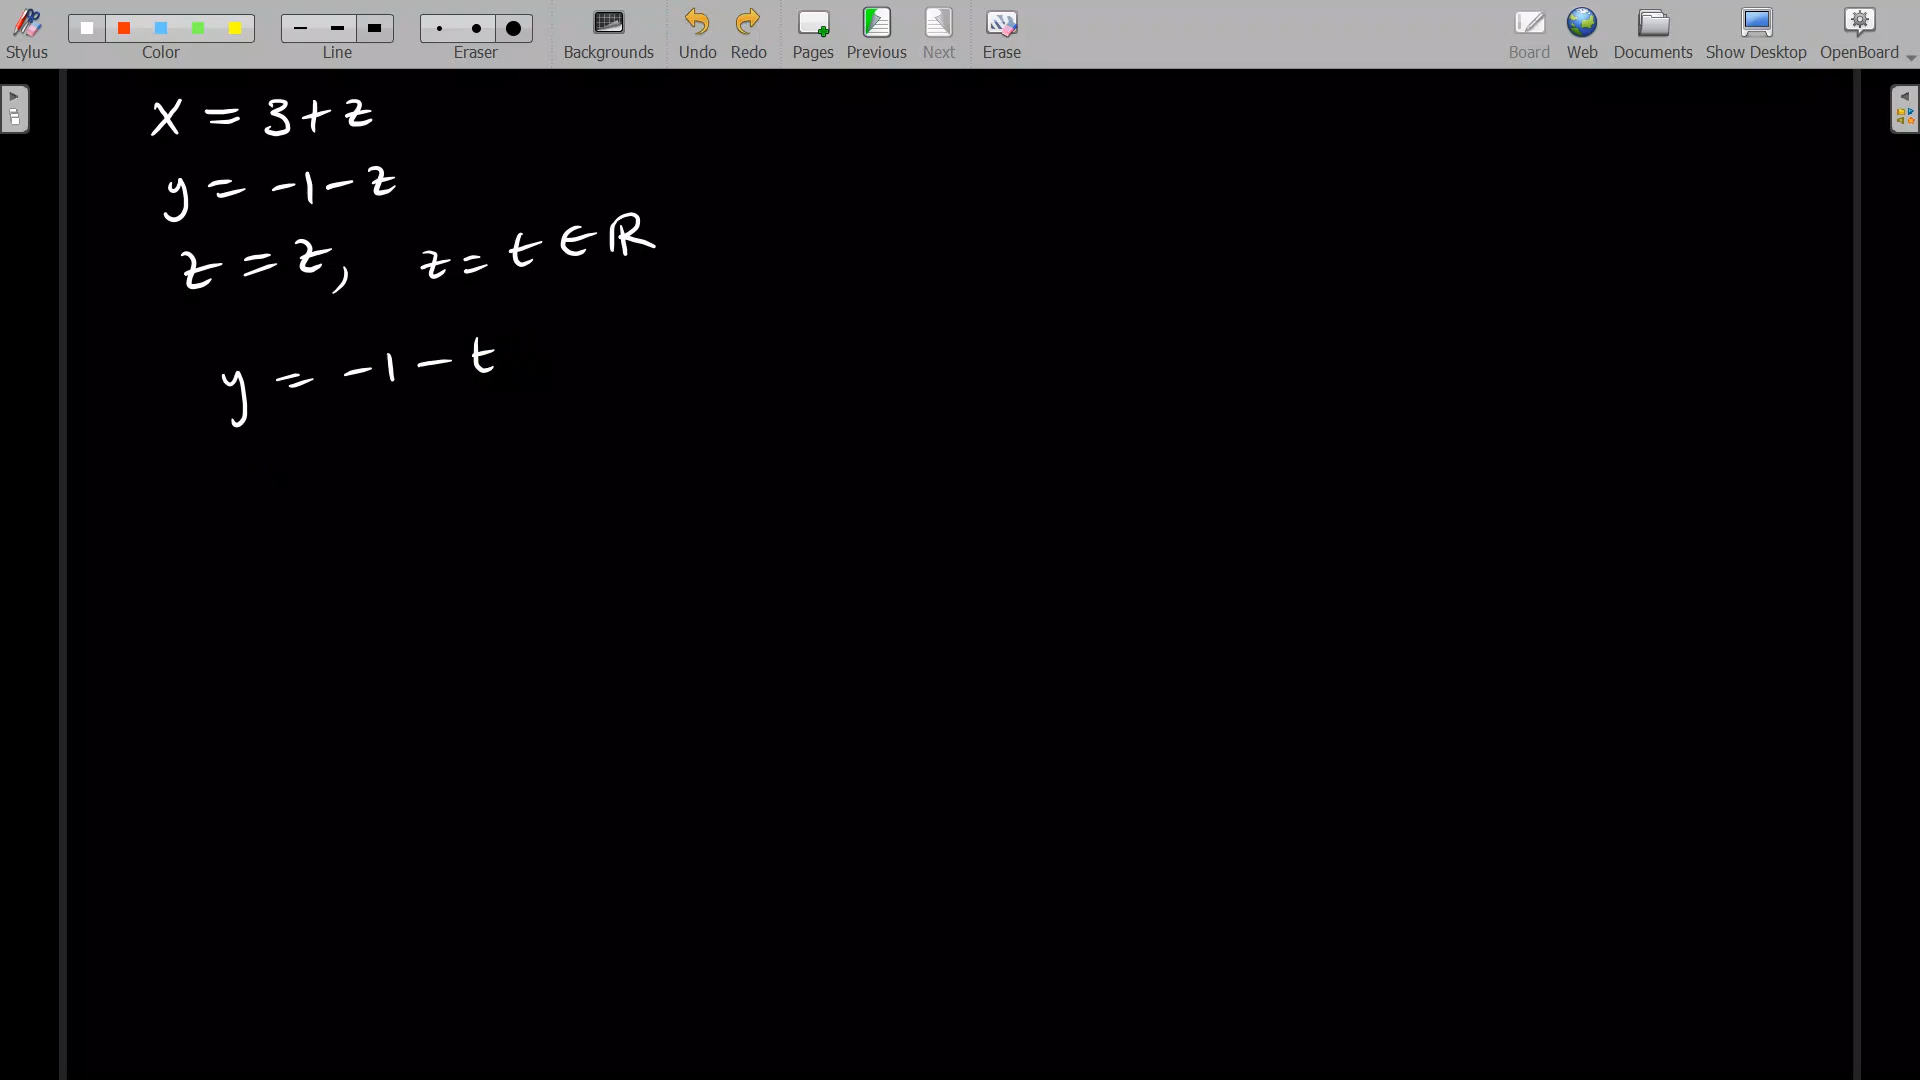 Stylus Color Line Eraser Backgrounds Undo Redo Pages Previous Next Erase Board Web Documents Show Desktop OpenBoard
x = 3 + z
y = -1 - z
z = z, z = t ∈ ℝ
y = -1 - t